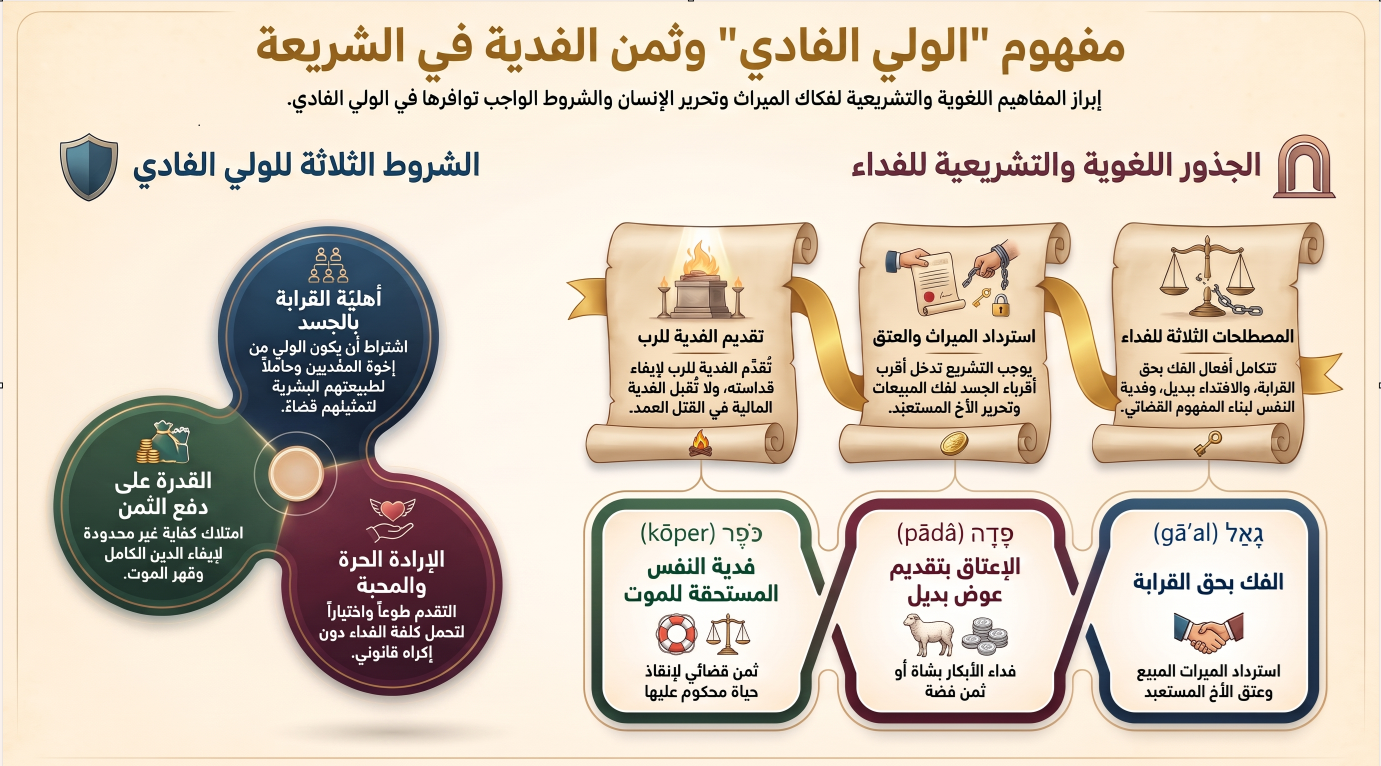 مفهوم "الولي الفادي" وثمن الفدية في الشريعة
إبراز المفاهيم اللغوية والتشريعية لفكاك الميراث وتحرير الإنسان والشروط الواجب توافرها في الولي الفادي.
الجذور اللغوية والتشريعية للفداء
المصطلحات الثلاثة للفداء
تتكامل أفعال الفك بحق
القرابة، والافتداء ببديل، وفدية
النفس لبناء المفهوم القضائي.
استرداد الميراث والعتق
يوجب التشريع تدخل أقرب
أقرباء الجسد لفك المبيعات
وتحرير الأخ المستعبَد.
تقديم الفدية للرب
تُقدَّم الفدية للرب لإيفاء
قداسته، ولا تُقبل الفدية
المالية في القتل العمد.
גָּאַל (gā’al)
الفك بحق القرابة
استرداد الميرات المبيع
وعتق الأخ المستعبد
פָּדָה (pādâ)
الإعتاق بتقديم
عوض بديل
فداء الأبكار بشاة أو
ثمن فضة
כֹּפֶר (kōper)
فدية النفس
المستحقة للموت
ثمن قضائي لإنقاذ
حياة محكوم عليها
الشروط الثلاثة للولي الفادي
أهليّة القرابة
بالجسد
اشتراط أن يكون الولي من
إخوة المفديين وحاملاً
لطبيعتهم البشرية
لتمثيلهم قضاءً.
القدرة على
دفع الثمن
امتلاك كفاية غير محدودة
لإيفاء الدين الكامل
وقهر الموت.
الإرادة الحرة
والمحبة
التقدم طوعاً واختياراً
لتحمل كلفة الفداء دون
إكراه قانوني.